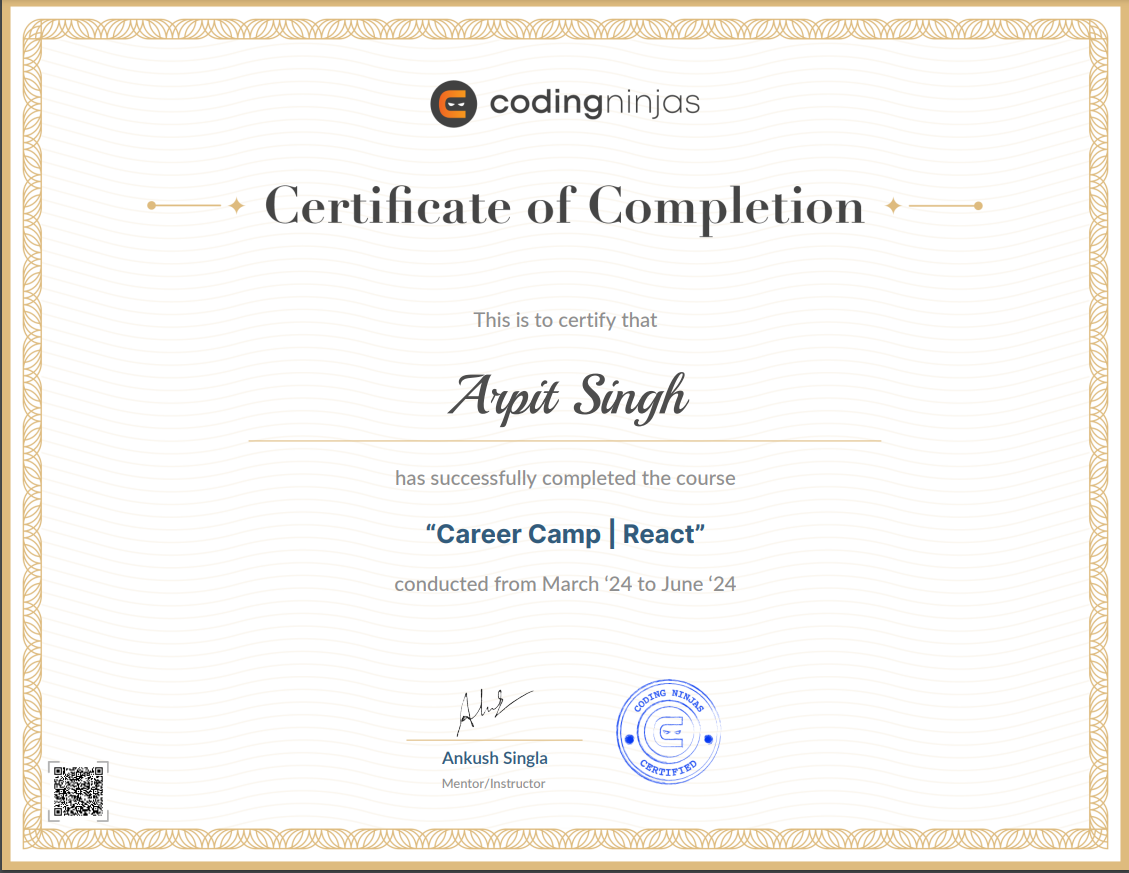 codingninjas
Certificate of Completion
This is to certify that
Arpit Singh
has successfully completed the course
“Career Camp | React”
conducted from March ‘24 to June ‘24
CODING NINJAS
CERTIFIED
Ankush Singla
Mentor/Instructor